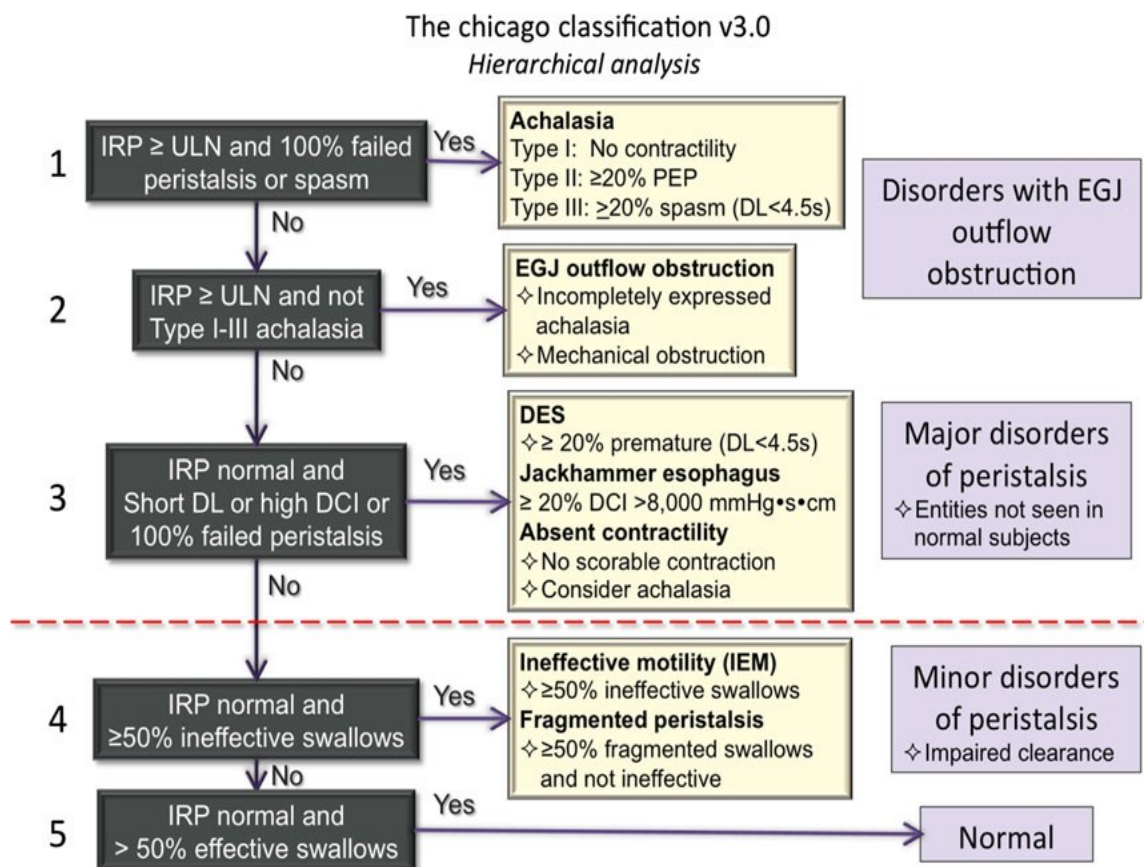 The chicago classification v3.0
Hierarchical analysis
1
IRP ≥ ULN and 100% failed
peristalsis or spasm
Yes
Achalasia
Type I: No contractility
Type II: ≥20% PEP
Type III: ≥20% spasm (DL<4.5s)
Disorders with EGJ
outflow
obstruction
No
2
IRP ≥ ULN and not
Type I-III achalasia
Yes
EGJ outflow obstruction
✧Incompletely expressed
achalasia
✧Mechanical obstruction
No
3
IRP normal and
Short DL or high DCI or
100% failed peristalsis
Yes
DES
✧≥ 20% premature (DL<4.5s)
Jackhammer esophagus
≥ 20% DCI >8,000 mmHg•s•cm
Absent contractility
✧No scorable contraction
✧Consider achalasia
Major disorders
of peristalsis
✧Entities not seen in
normal subjects
No
4
IRP normal and
≥50% ineffective swallows
Yes
Ineffective motility (IEM)
✧≥50% ineffective swallows
Fragmented peristalsis
✧≥50% fragmented swallows
and not ineffective
Minor disorders
of peristalsis
✧Impaired clearance
No
5
IRP normal and
> 50% effective swallows
Yes
Normal